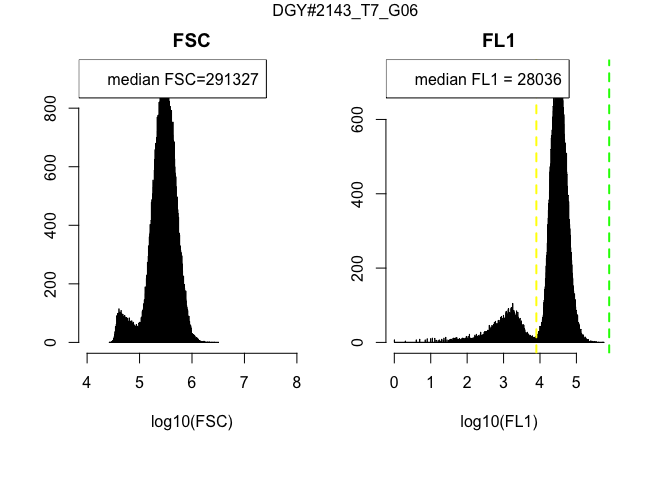 DGY#2143_T7_G06
FSC
median FSC=291327
0 200 400 600 800
4 5 6 7 8
log10(FSC)
FL1
median FL1 = 28036
0 200 400 600
0 1 2 3 4 5
log10(FL1)